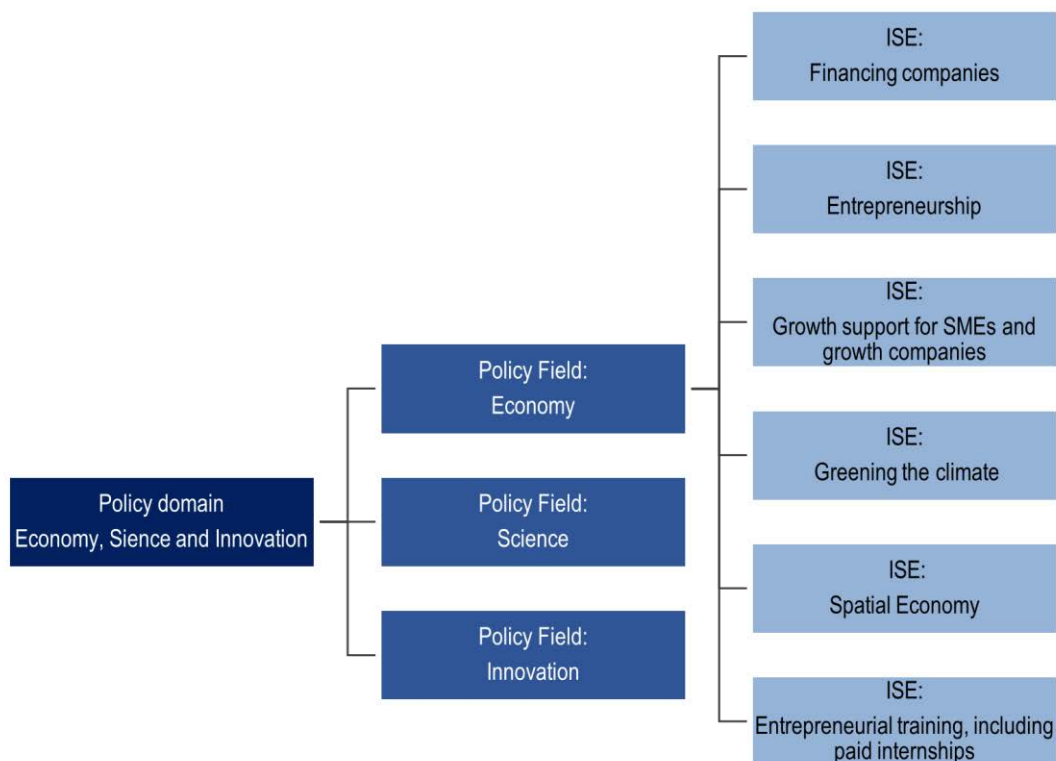 Policy domain
Economy, Sience and Innovation
Policy Field:
Economy
Policy Field:
Science
Policy Field:
Innovation
ISE:
Financing companies
ISE:
Entrepreneurship
ISE:
Growth support for SMEs and
growth companies
ISE:
Greening the climate
ISE:
Spatial Economy
ISE:
Entrepreneurial training, including
paid internships